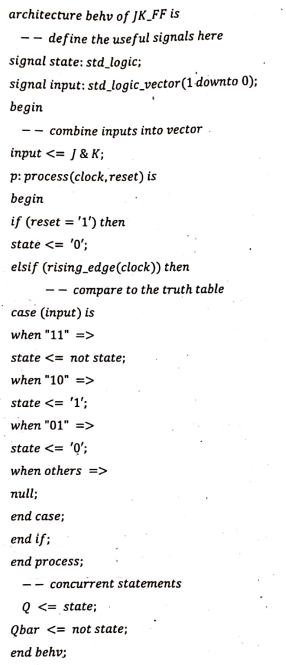 architecture behv of JK_FF is
-- define the useful signals here
signal state: std_logic;
signal input: std_logic_vector(1 downto 0);
begin
-- combine inputs into vector
input <= J & K;
p: process(clock, reset) is
begin
if (reset = '1') then
state <= '0';
elsif (rising_edge(clock)) then
-- compare to the truth table
case (input) is
when "11" =>
state <= not state;
when "10" =>
state <= '1';
when "01" =>
state <= '0';
when others =>
null;
end case;
end if;
end process;
-- concurrent statements
Q <= state;
Qbar <= not state;
end behv;